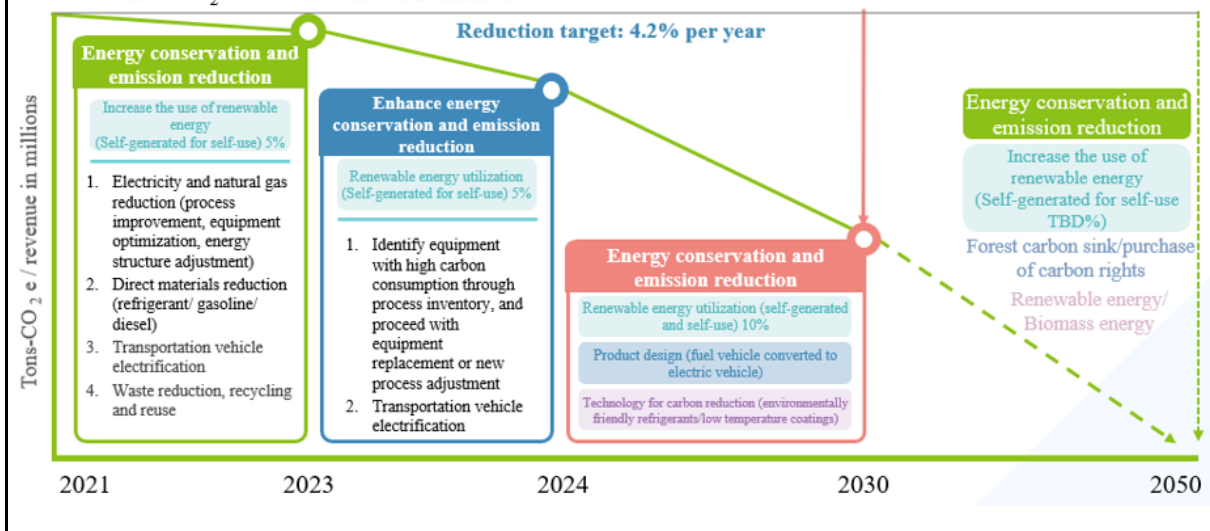 Reduction target: 4.2% per year
Tons-CO2 e / revenue in millions
Energy conservation and
emission reduction
Increase the use of renewable
energy
(Self-generated for self-use) 5%
1. Electricity and natural gas
reduction (process
improvement, equipment
optimization, energy
structure adjustment)
2. Direct materials reduction
(refrigerant/ gasoline/
diesel)
3. Transportation vehicle
electrification
4. Waste reduction, recycling
and reuse
Enhance energy
conservation and emission
reduction
Renewable energy utilization
(Self-generated for self-use) 5%
1. Identify equipment
with high carbon
consumption through
process inventory, and
proceed with
equipment
replacement or new
process adjustment
2. Transportation vehicle
electrification
Energy conservation and
emission reduction
Renewable energy utilization (self-generated
and self-use) 10%
Product design (fuel vehicle converted to
electric vehicle)
Technology for carbon reduction (environmentally
friendly refrigerants/low temperature coatings)
Energy conservation and
emission reduction
Increase the use of
renewable energy
(Self-generated for self-use
TBD%)
Forest carbon sink/purchase
of carbon rights
Renewable energy/
Biomass energy
2021
2023
2024
2030
2050